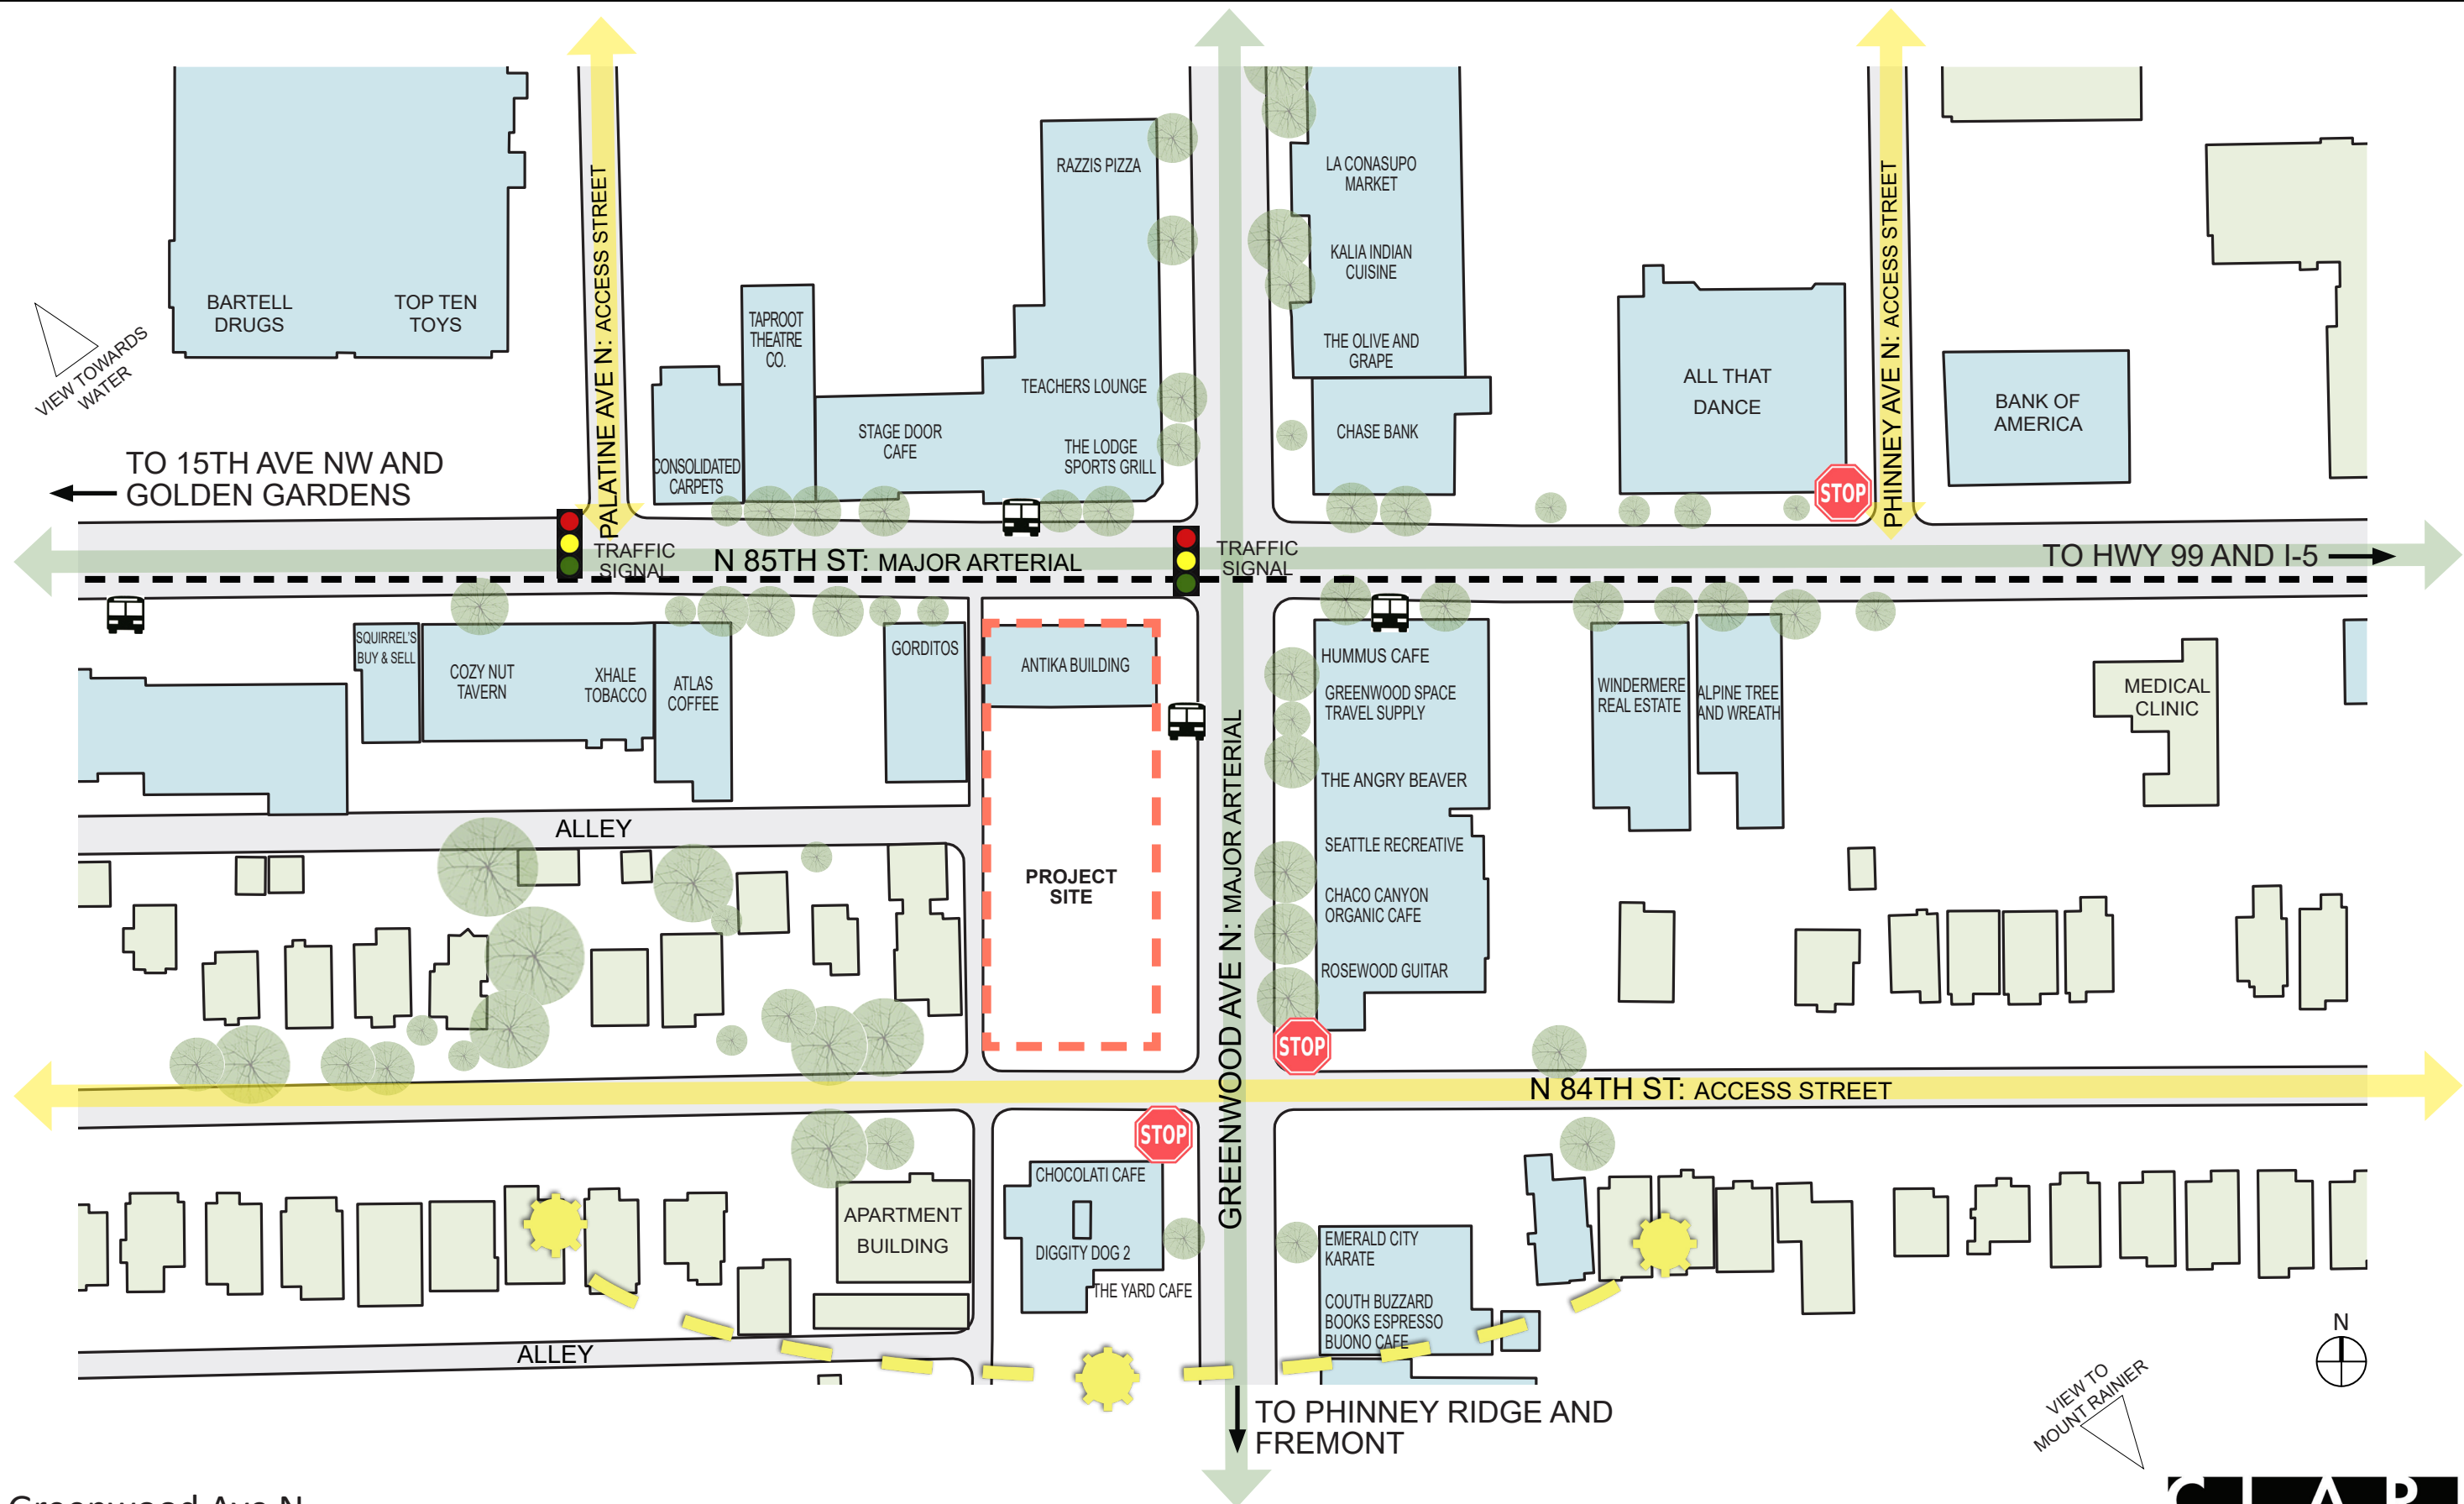 RAZZIS PIZZA
LA CONASUPO
MARKET
KALIA INDIAN
CUISINE
BARTELL
DRUGS
TOP TEN
TOYS
TAPROOT
THEATRE
CO.
THE OLIVE AND
GRAPE
VIEW TOWARDS
WATER
PALATINE AVE N: ACCESS STREET
PHINNEY AVE N: ACCESS STREET
TEACHERS LOUNGE
ALL THAT
DANCE
BANK OF
AMERICA
STAGE DOOR
CAFE
CHASE BANK
THE LODGE
SPORTS GRILL
CONSOLIDATED
CARPETS
TO 15TH AVE NW AND
GOLDEN GARDENS
STOP
TRAFFIC
SIGNAL
N 85TH ST: MAJOR ARTERIAL
TRAFFIC
SIGNAL
TO HWY 99 AND I-5
SQUIRREL'S
BUY & SELL
COZY NUT
TAVERN
XHALE
TOBACCO
ATLAS
COFFEE
GORDITOS
ANTIKA BUILDING
HUMMUS CAFE
GREENWOOD SPACE
TRAVEL SUPPLY
WINDERMERE
REAL ESTATE
ALPINE TREE
AND WREATH
MEDICAL
CLINIC
THE ANGRY BEAVER
ALLEY
SEATTLE RECREATIVE
PROJECT
SITE
CHACO CANYON
ORGANIC CAFE
ROSEWOOD GUITAR
GREENWOOD AVE N: MAJOR ARTERIAL
STOP
N 84TH ST: ACCESS STREET
STOP
CHOCOLATI CAFE
APARTMENT
BUILDING
DIGGITY DOG 2
THE YARD CAFE
EMERALD CITY
KARATE
COUTH BUZZARD
BOOKS ESPRESSO
BUONO CAFE
ALLEY
N
VIEW TO
MOUNT RAINIER
TO PHINNEY RIDGE AND
FREMONT
Greenwood Ave N